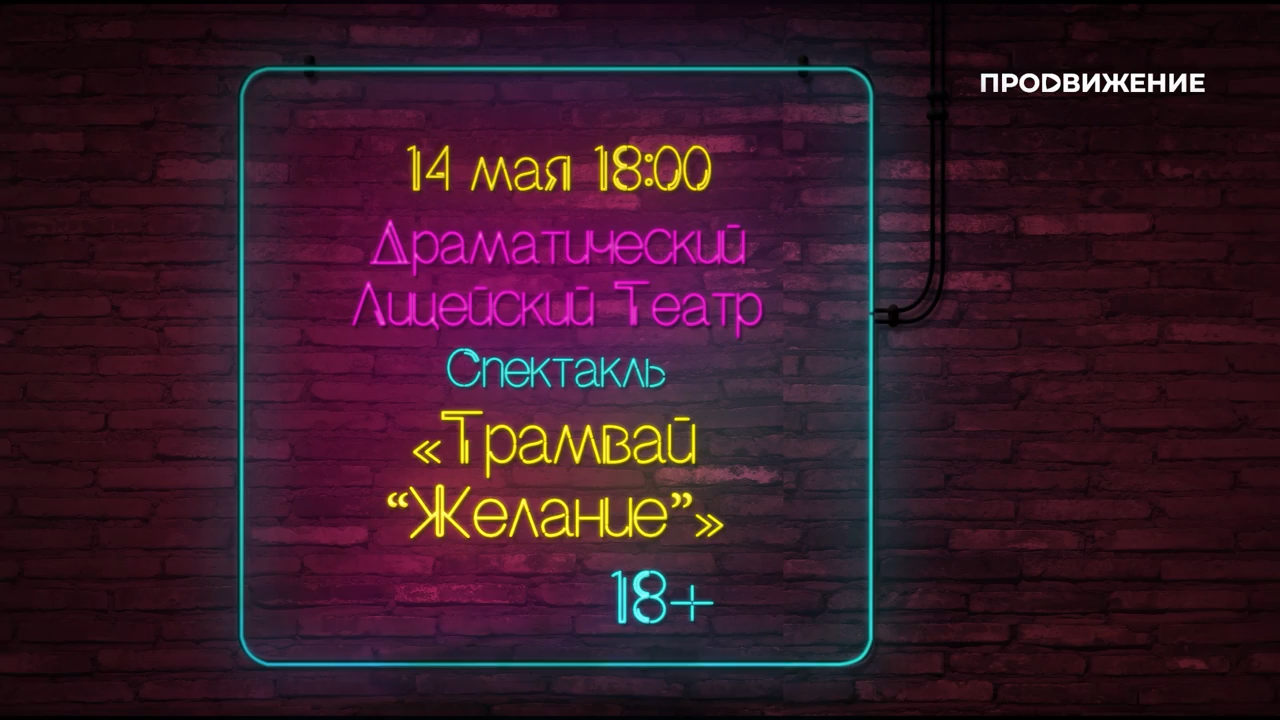 ПРОДВИЖЕНИЕ
14 мая 18:00
Драматический
Лицейский Театр
Спектакль
«Трамвай
“Желание”»
18+